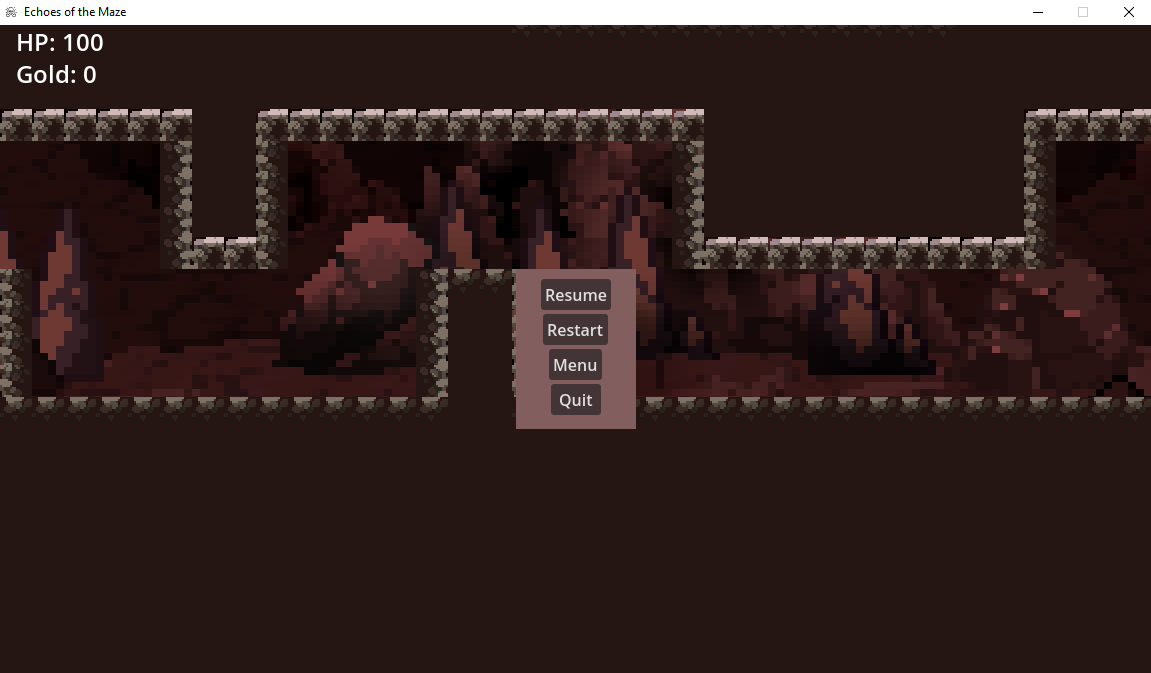 Echoes of the Maze
HP: 100
Gold: 0
Resume
Restart
Menu
Quit